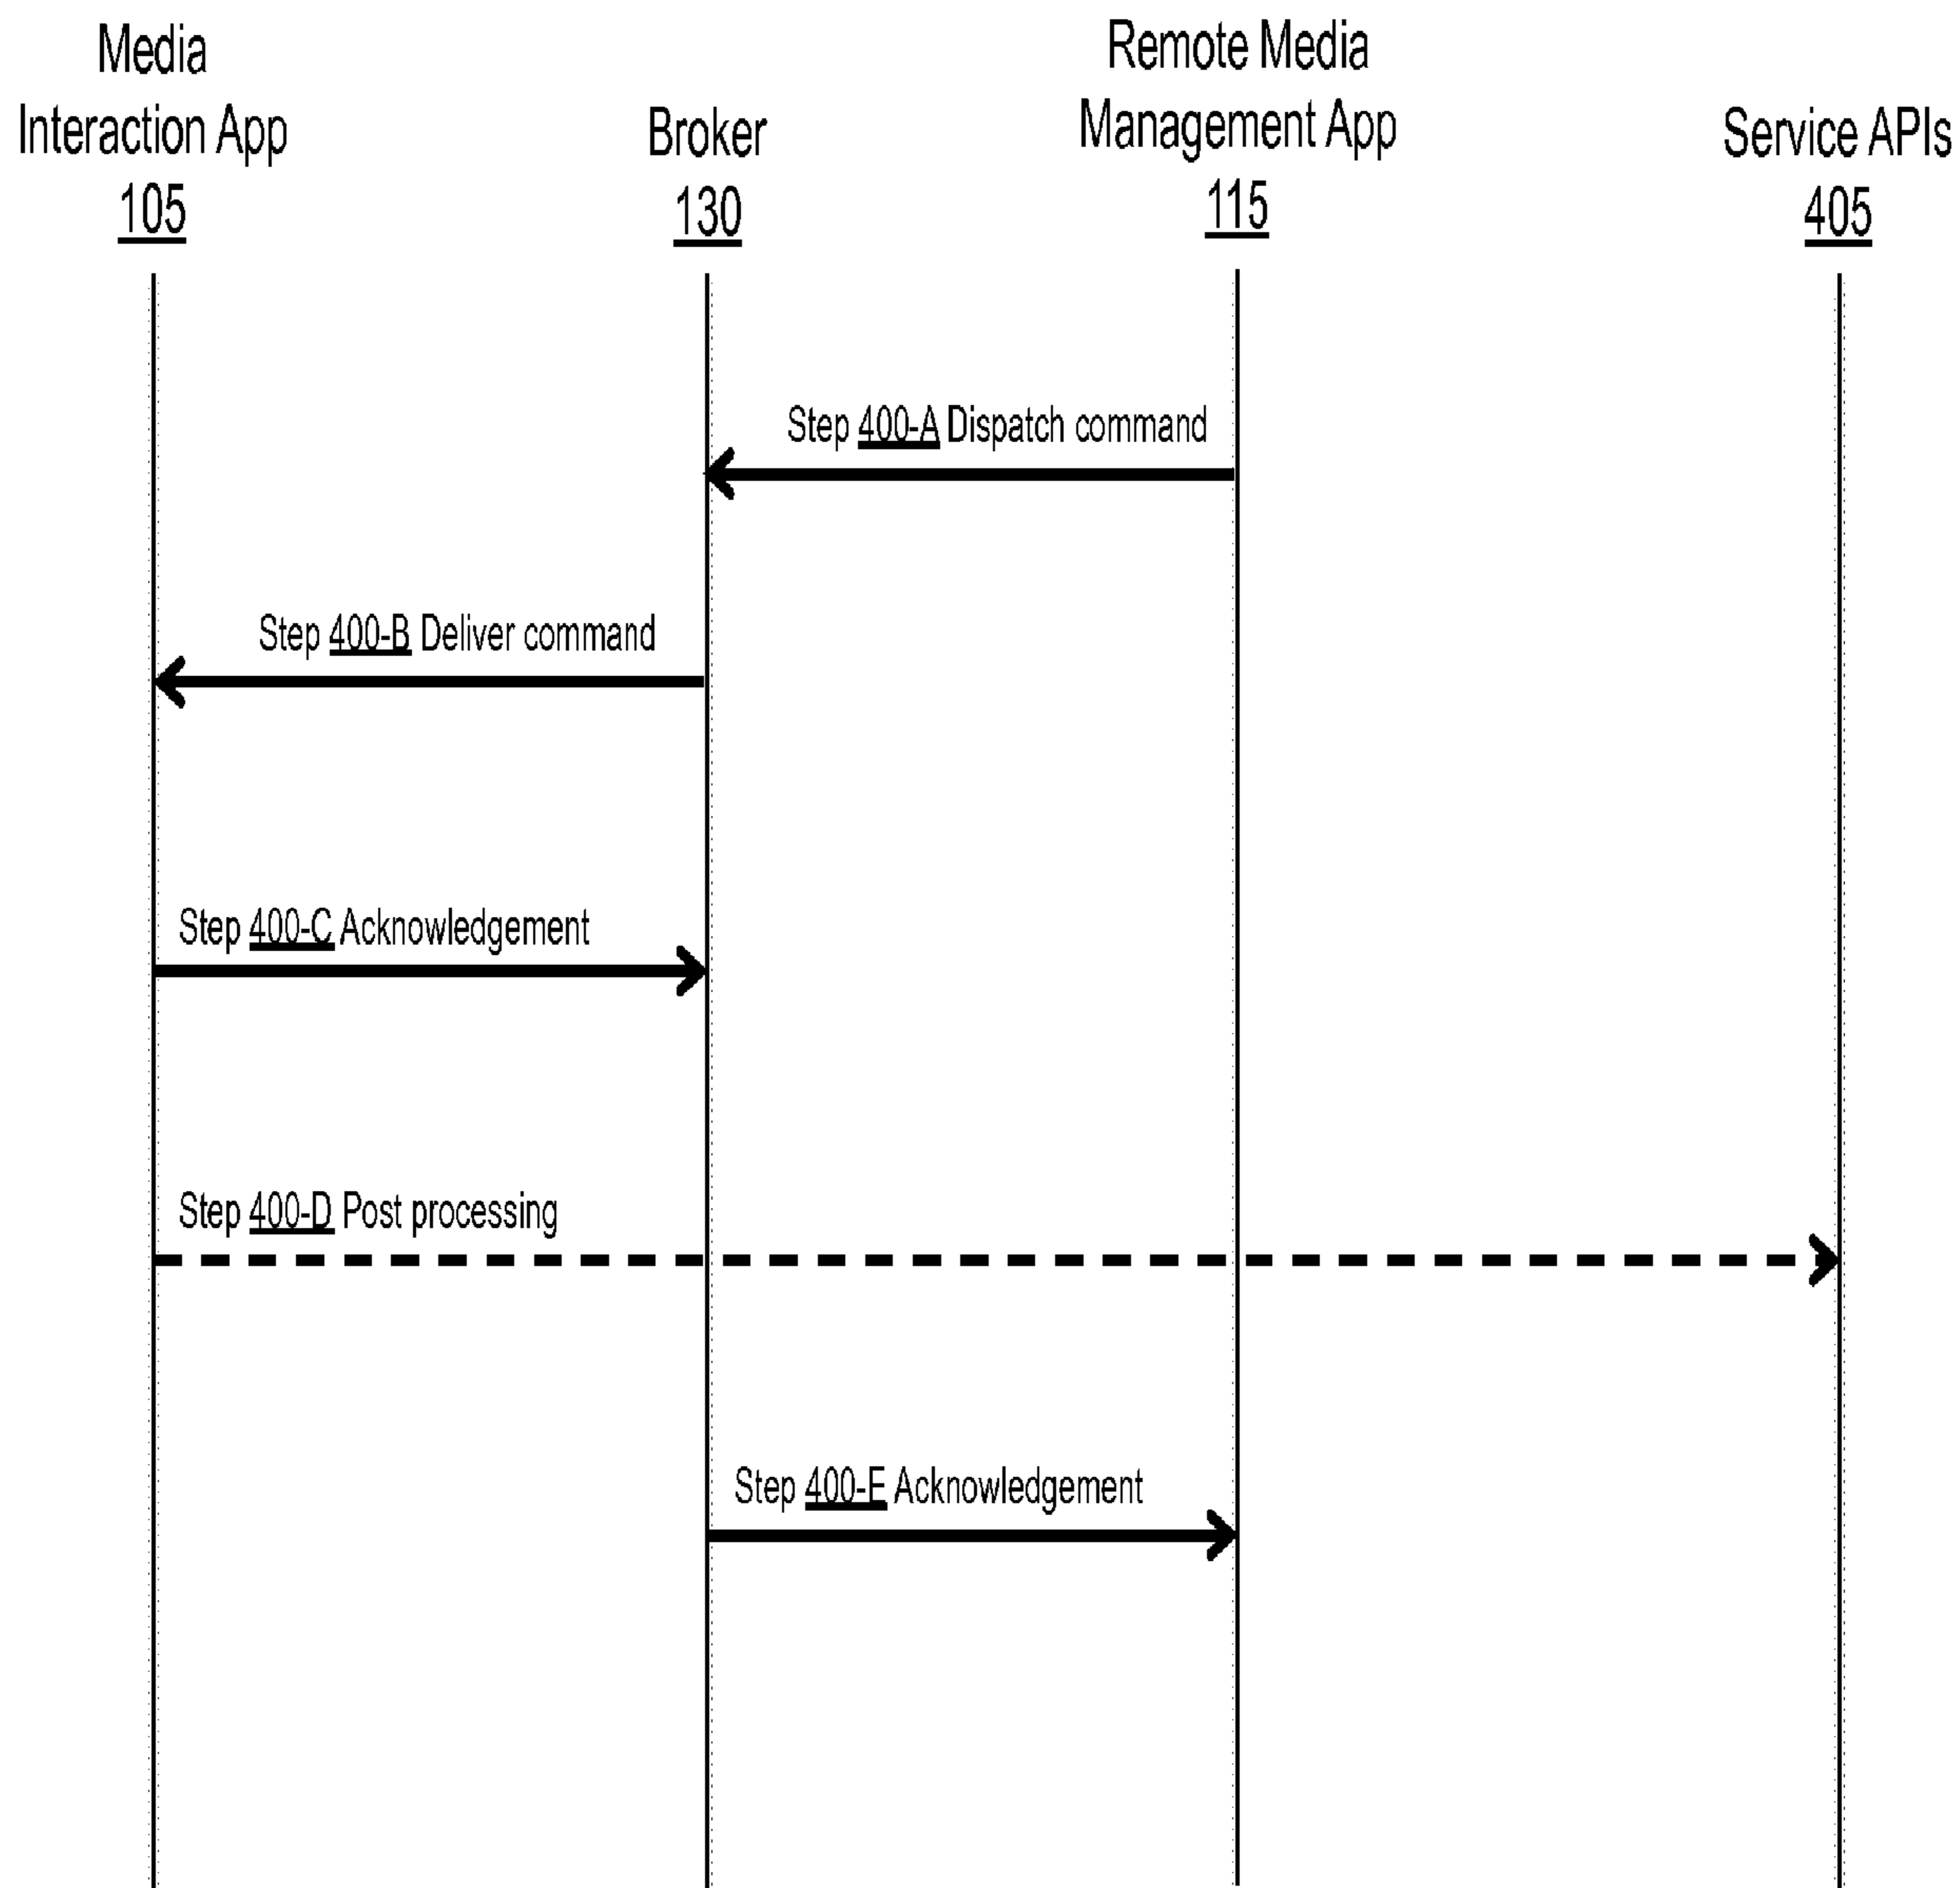 Media
Interaction App
105
Broker
130
Remote Media
Management App
115
Service APIs
405
Step 400-A Dispatch command
Step 400-B Deliver command
Step 400-C Acknowledgement
Step 400-D Post processing
Step 400-E Acknowledgement